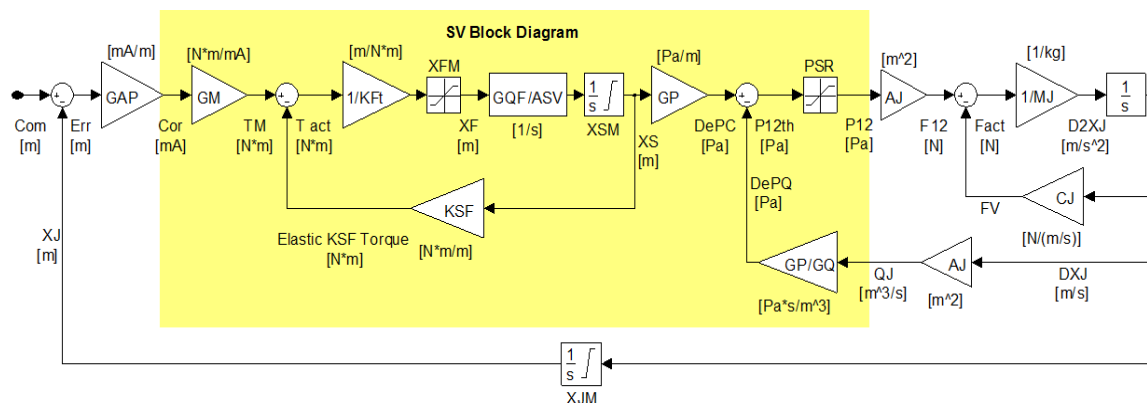 SV Block Diagram
[mA/m]
[N*m/mA]
[m/N*m]
XFM
[Pa/m]
PSR
[m^2]
[1/kg]
GAP
GM
1/KFt
GQF/ASV
1
s
GP
AJ
1/MJ
1
s
Com
[m]
Err
[m]
Cor
[mA]
TM
[N*m]
T act
[N*m]
XF
[m]
[1/s]
XSM
XS
[m]
DePC
[Pa]
P12th
[Pa]
P12
[Pa]
F12
[N]
Fact
[N]
D2XJ
[m/s^2]
DePQ
[Pa]
KSF
CJ
FV
[N/(m/s)]
Elastic KSF Torque
[N*m]
[N*m/m]
XJ
[m]
GP/GQ
QJ
[m^3/s]
AJ
[m^2]
DXJ
[m/s]
[Pa*s/m^3]
1
s
XJM